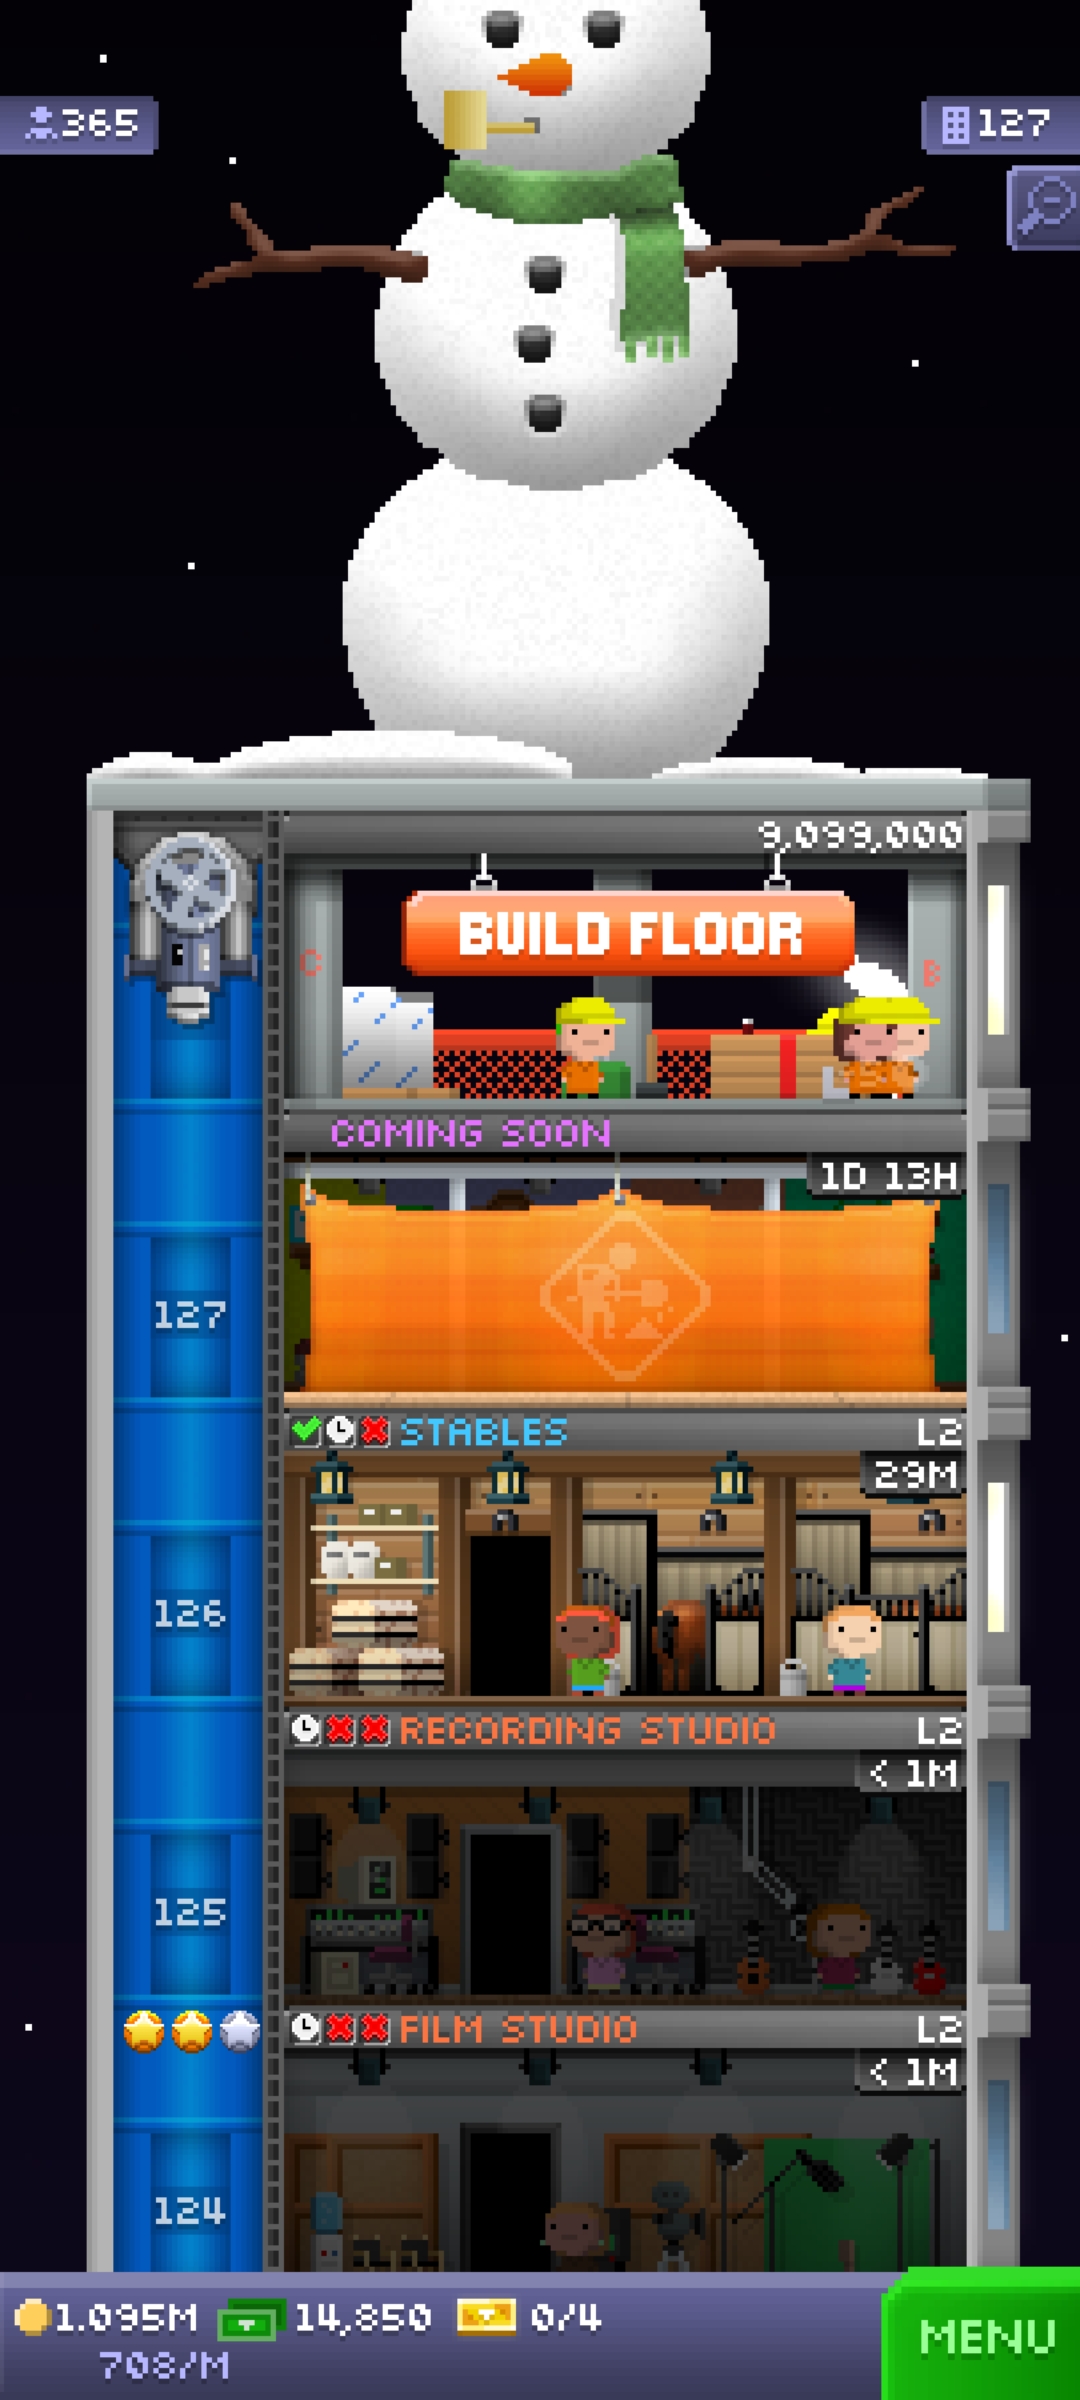 365
127
9,099,000
BUILD FLOOR
C
B
COMING SOON
1D 13H
127
STABLES L2
29M
126
RECORDING STUDIO L2
< 1M
125
FILM STUDIO L2
< 1M
124
1.095M 14,850 0/4
708/M
MENU